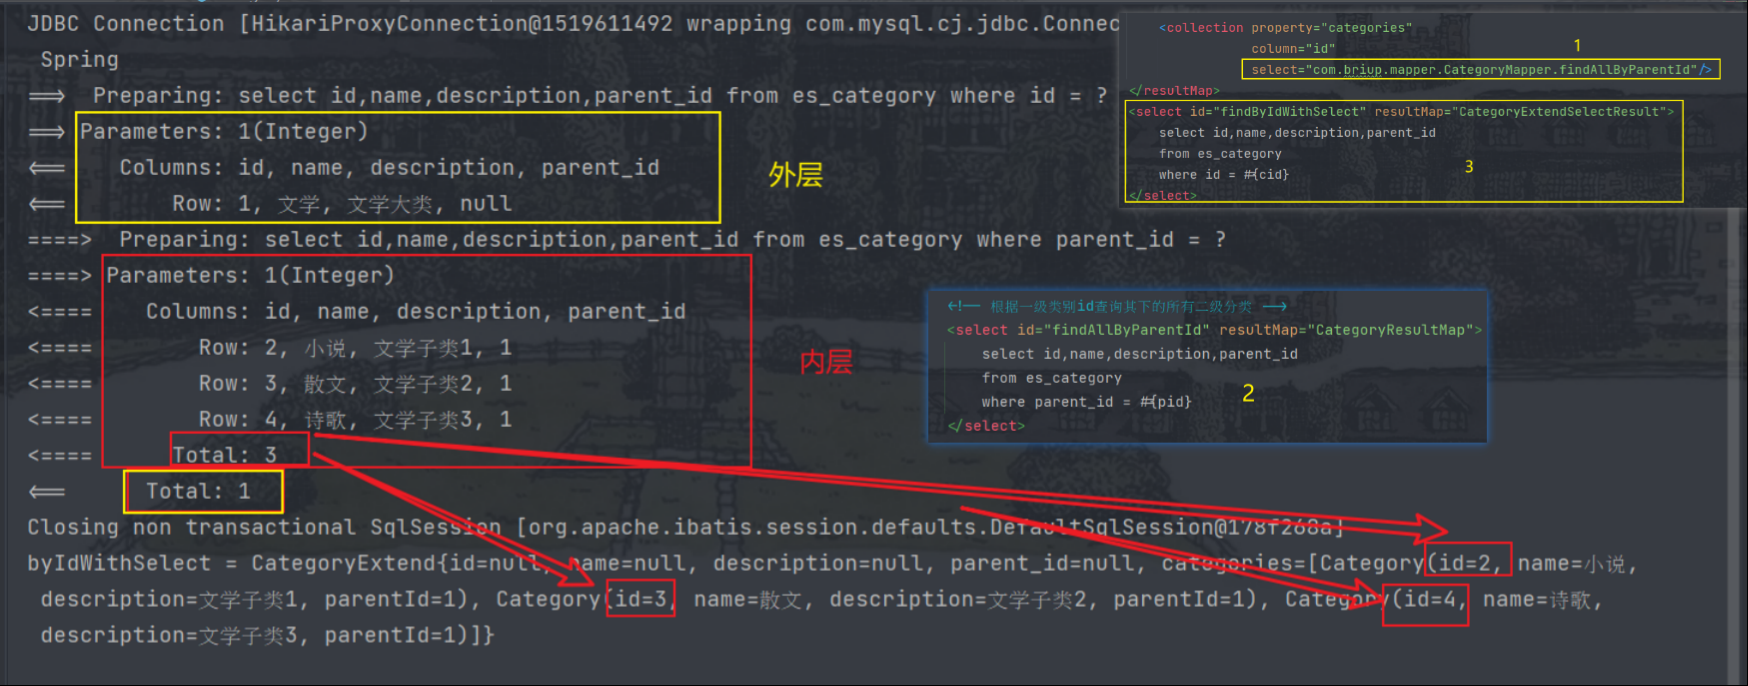 JDBC Connection [HikariProxyConnection@1519611492 wrapping com.mysql.cj.jdbc.Connec
Spring
==> Preparing: select id,name,description,parent_id from es_category where id = ?
==> Parameters: 1(Integer)
<== Columns: id, name, description, parent_id
<== Row: 1, 文学, 文学大类, null
====> Preparing: select id,name,description,parent_id from es_category where parent_id = ?
====> Parameters: 1(Integer)
<==== Columns: id, name, description, parent_id
<==== Row: 2, 小说, 文学子类1, 1
<==== Row: 3, 散文, 文学子类2, 1
<==== Row: 4, 诗歌, 文学子类3, 1
<==== Total: 3
<== Total: 1
Closing non transactional SqlSession [org.apache.ibatis.session.defaults.DefaultSqlSession@178f268a]
byIdWithSelect = CategoryExtend{id=null, name=null, description=null, parent_id=null, categories=[Category(id=2, name=小说,
description=文学子类1, parentId=1), Category(id=3, name=散文, description=文学子类2, parentId=1), Category(id=4, name=诗歌,
description=文学子类3, parentId=1)]}
外层
内层
<collection property="categories"
column="id"
1
select="com.briup.mapper.CategoryMapper.findAllByParentId"/>
</resultMap>
<select id="findByIdWithSelect" resultMap="CategoryExtendSelectResult">
select id,name,description,parent_id
from es_category
3
where id = #{cid}
</select>
<!-- 根据一级类别id查询其下的所有二级分类 -->
<select id="findAllByParentId" resultMap="CategoryResultMap">
select id,name,description,parent_id
from es_category
2
where parent_id = #{pid}
</select>